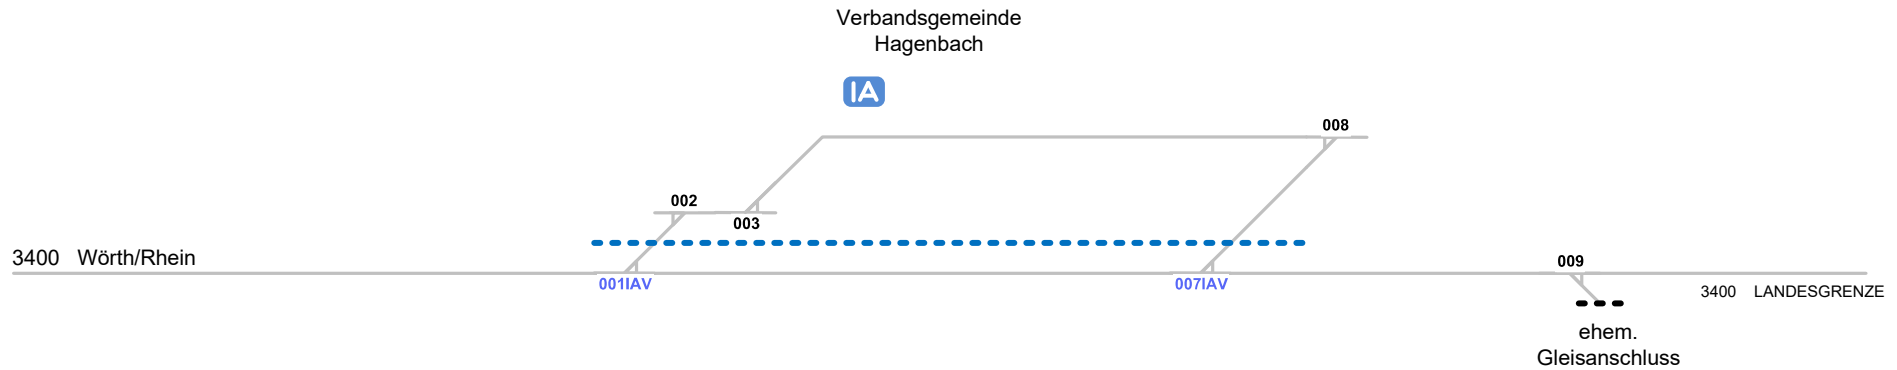 Verbandsgemeinde
Hagenbach
IA
008
002
003
3400 Wörth/Rhein
009
001IAV
007IAV
3400 LANDESGRENZE
ehem.
Gleisanschluss